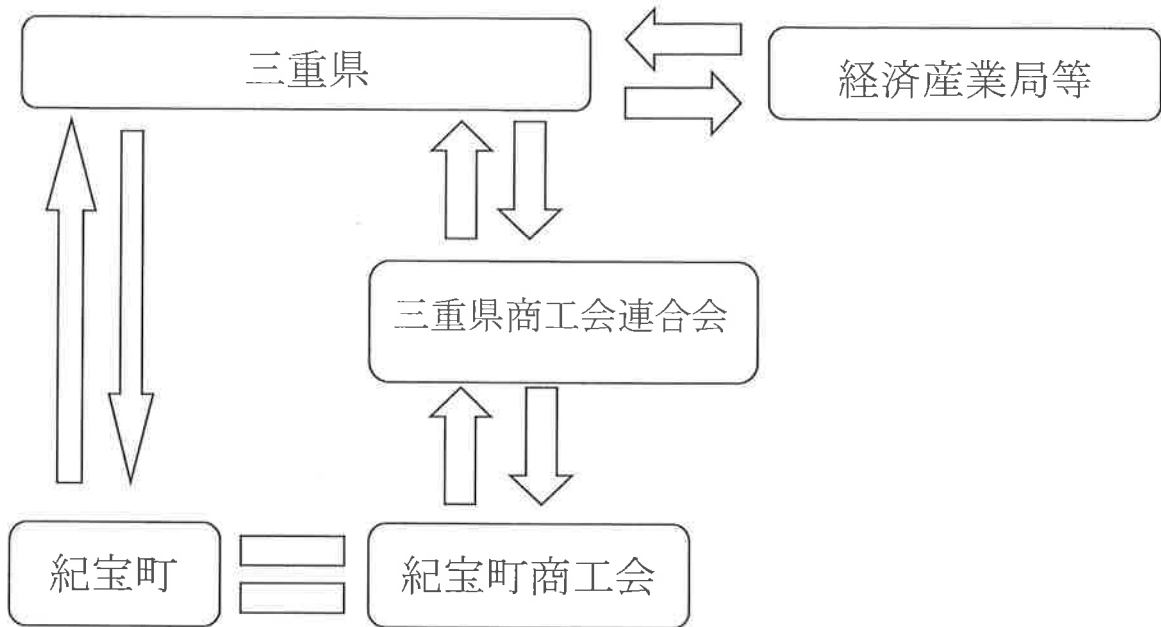 三重県
経済産業局等
三重県商工会連合会
紀宝町
紀宝町商工会